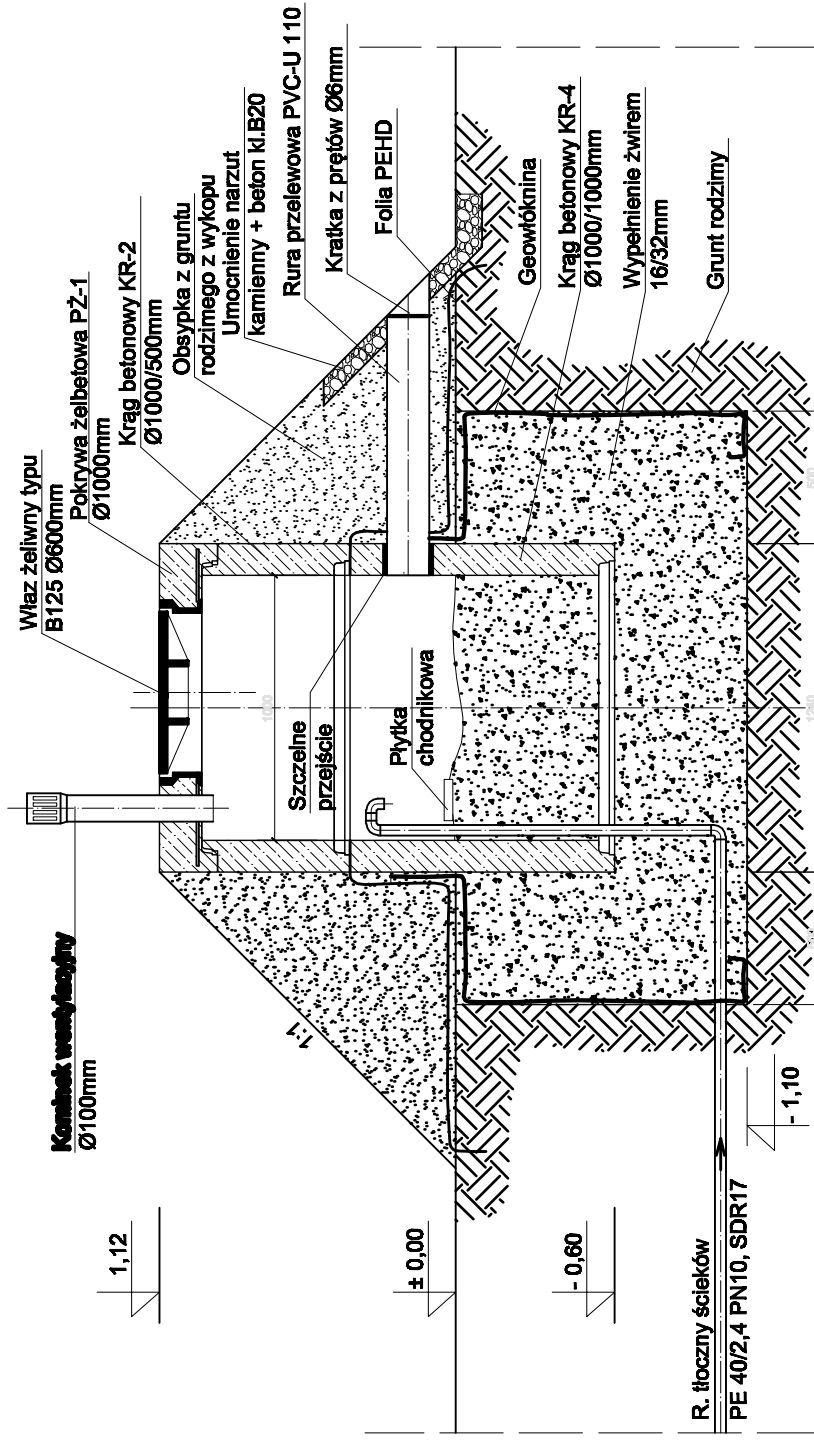 Właz żeliwny typu
B125 Ø600mm
Pokrywa żelbetowa PŻ-1
Ø1000mm
Krąg betonowy KR-2
Ø1000/500mm
Obsypka z gruntu
rodzimego z wykopu
Umocnienie narzut
kamienny + beton kl.B20
Rura przelewowa PVC-U 110
Kratka z prętów Ø6mm
Folia PEHD
Geowłóknina
Krąg betonowy KR-4
Ø1000/1000mm
Wypełnienie żwirem
16/32mm
Grunt rodzimy
Kominek wentylacyjny
Ø100mm
1:1
1000
Szczelne
przejście
Płytka
chodnikowa
1,12
± 0,00
- 0,60
- 1,10
R. tłoczny ścieków
PE 40/2,4 PN10, SDR17